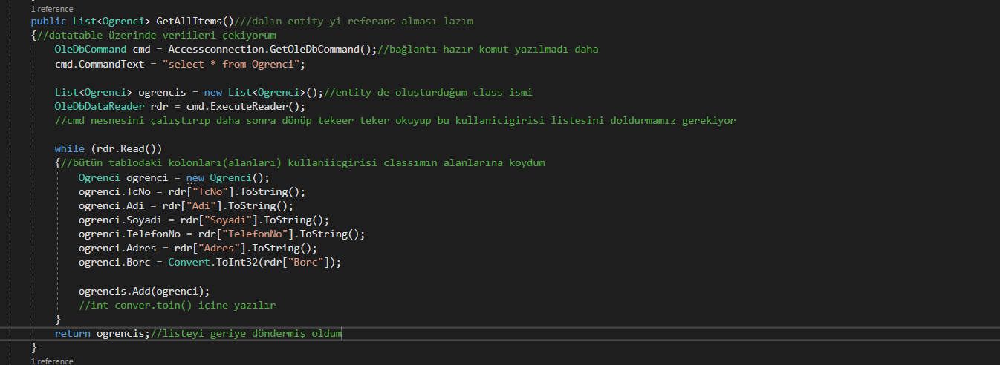 1 reference
public List<Ogrenci> GetAllItems()///dalın entity yi referans alması lazım
{//datatable üzerinde veriileri çekiyorum
OleDbCommand cmd = Accessconnection.GetOleDbCommand();//bağlantı hazır komut yazılmadı daha
cmd.CommandText = "select * from Ogrenci";
List<Ogrenci> ogrencis = new List<Ogrenci>();//entity de oluşturduğum class ismi
OleDbDataReader rdr = cmd.ExecuteReader();
//cmd nesnesini çalıştırıp daha sonra dönüp tekeer teker okuyup bu kullanicigirisi listesini doldurmamız gerekiyor
while (rdr.Read())
{//bütün tablodaki kolonları(alanları) kullaniicgirisi classımın alanlarına koydum
Ogrenci ogrenci = new Ogrenci();
ogrenci.TcNo = rdr["TcNo"].ToString();
ogrenci.Adi = rdr["Adi"].ToString();
ogrenci.Soyadi = rdr["Soyadi"].ToString();
ogrenci.TelefonNo = rdr["TelefonNo"].ToString();
ogrenci.Adres = rdr["Adres"].ToString();
ogrenci.Borc = Convert.ToInt32(rdr["Borc"]);
ogrencis.Add(ogrenci);
//int conver.toin() içine yazılır
}
return ogrencis;//listeyi geriye döndermiş oldum
}
1 reference